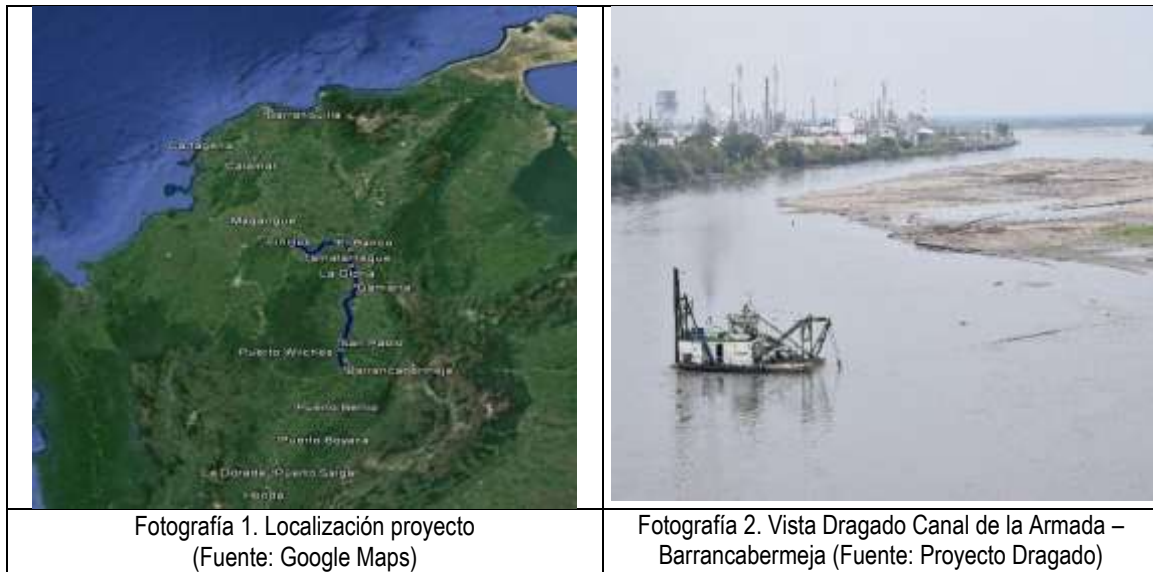 Barranquilla
Cartagena
Calamar
Magangue
Pinillos El Banco
Tamalameque
La Gloria
Gamarra
San Pablo
Puerto Wilches
Barrancabermeja
Puerto Berrio
Puerto Boyaca
La Dorada/Puerto Salgar
Honda
Fotografía 1. Localización proyecto
(Fuente: Google Maps)
Fotografía 2. Vista Dragado Canal de la Armada –
Barrancabermeja (Fuente: Proyecto Dragado)